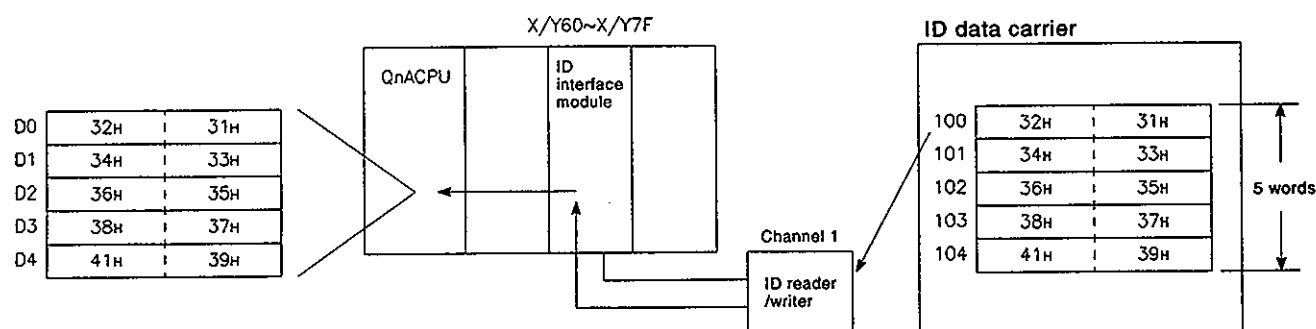 X/Y60~X/Y7F
ID data carrier
QnACPU
ID
interface
module
D0 32H 31H
D1 34H 33H
D2 36H 35H
D3 38H 37H
D4 41H 39H
100 32H 31H
101 34H 33H
102 36H 35H
103 38H 37H
104 41H 39H
5 words
Channel 1
ID reader
/writer